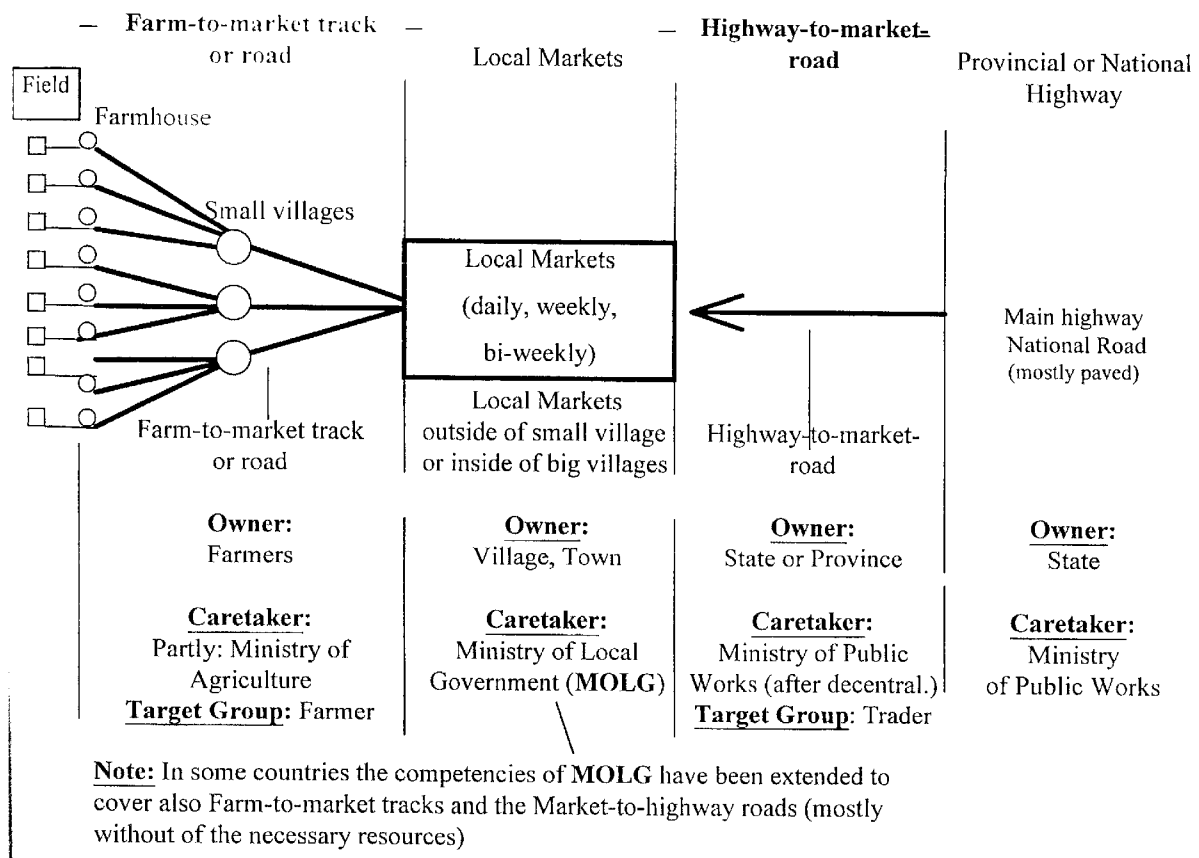 Farm-to-market track
or road
Local Markets
Highway-to-market-
road
Provincial or National
Highway
Field
Farmhouse
Small villages
Local Markets
(daily, weekly,
bi-weekly)
Main highway
National Road
(mostly paved)
Farm-to-market track
or road
Local Markets
outside of small village
or inside of big villages
Highway-to-market-
road
Owner:
Farmers
Owner:
Village, Town
Owner:
State or Province
Owner:
State
Caretaker:
Partly: Ministry of
Agriculture
Target Group: Farmer
Caretaker:
Ministry of Local
Government (MOLG)
Caretaker:
Ministry of Public
Works (after decentral.)
Target Group: Trader
Caretaker:
Ministry
of Public Works
Note: In some countries the competencies of MOLG have been extended to
cover also Farm-to-market tracks and the Market-to-highway roads (mostly
without of the necessary resources)